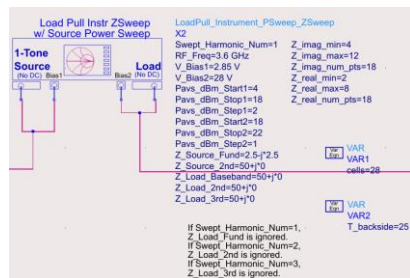 Load Pull Instr ZSweep
w/ Source Power Sweep
1-Tone
Source
(No DC)
Bias1
Bias2
Load
(No DC)
LoadPull_Instrument_PSweep_ZSweep
X2
Swept_Harmonic_Num=1
RF_Freq=3.6 GHz
V_Bias1=2.85 V
V_Bias2=28 V
Pavs_dBm_Start1=4
Pavs_dBm_Stop1=18
Pavs_dBm_Step1=2
Pavs_dBm_Start2=18
Pavs_dBm_Stop2=22
Pavs_dBm_Step2=1
Z_Source_Fund=2.5-j*2.5
Z_Source_2nd=50+j*0
Z_Load_Baseband=50+j*0
Z_Load_2nd=50+j*0
Z_Load_3rd=50+j*0
Z_imag_min=4
Z_imag_max=12
Z_imag_num_pts=18
Z_real_min=2
Z_real_max=8
Z_real_num_pts=18
Var
Eqn
VAR
VAR1
cells=28
Var
Eqn
VAR
VAR2
T_backside=25
If Swept_Harmonic_Num=1,
Z_Load_Fund is ignored.
If Swept_Harmonic_Num=2,
Z_Load_2nd is ignored.
If Swept_Harmonic_Num=3,
Z_Load_3rd is ignored.